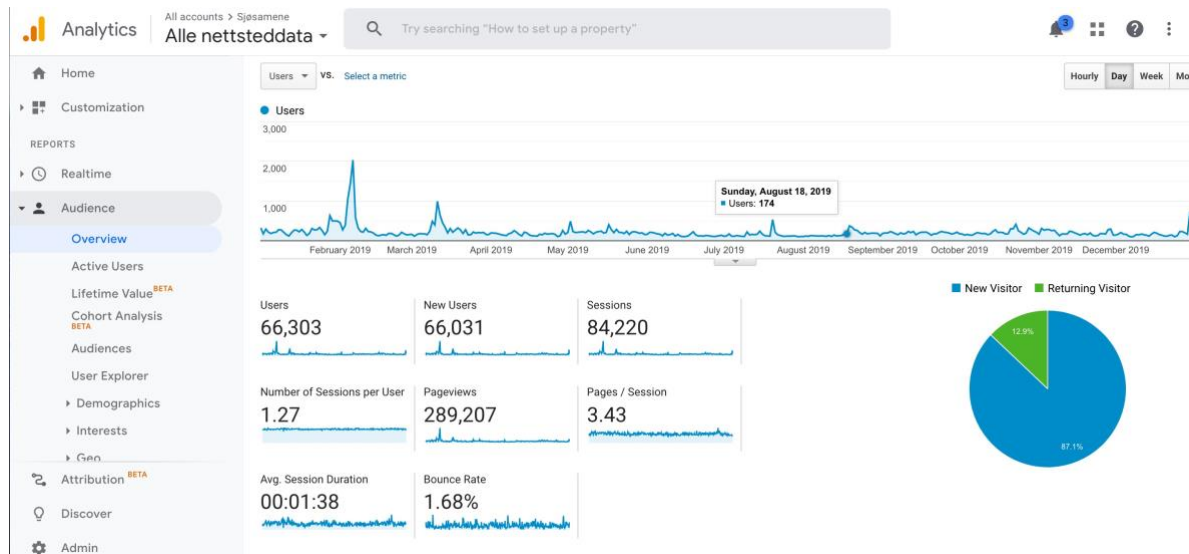 All accounts > Sjøsamene
Analytics
Alle nettsteddata
Try searching “How to set up a property”
3
Home
Customization
REPORTS
Realtime
Audience
Overview
Active Users
Lifetime Value BETA
Cohort Analysis
BETA
Audiences
User Explorer
Demographics
Interests
Geo
Attribution BETA
Discover
Admin
Users VS. Select a metric
Hourly Day Week Mo
Users
3,000
2,000
1,000
Sunday, August 18, 2019
Users: 174
February 2019 March 2019 April 2019 May 2019 June 2019 July 2019 August 2019 September 2019 October 2019 November 2019 December 2019
Users New Users Sessions
66,303 66,031 84,220
Number of Sessions per User Pageviews Pages / Session
1.27 289,207 3.43
Avg. Session Duration Bounce Rate
00:01:38 1.68%
New Visitor Returning Visitor
12.9%
87.1%